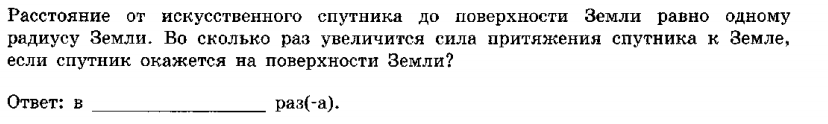 Расстояние от искусственного спутника до поверхности Земли равно одному
радиусу Земли. Во сколько раз увеличится сила притяжения спутника к Земле,
если спутник окажется на поверхности Земли?
Ответ: в ____________________ раз(-а).